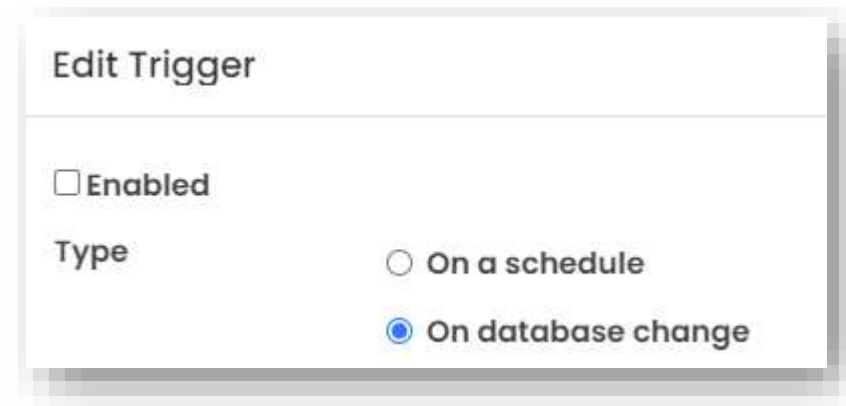 Edit Trigger
Enabled
Type
On a schedule
On database change